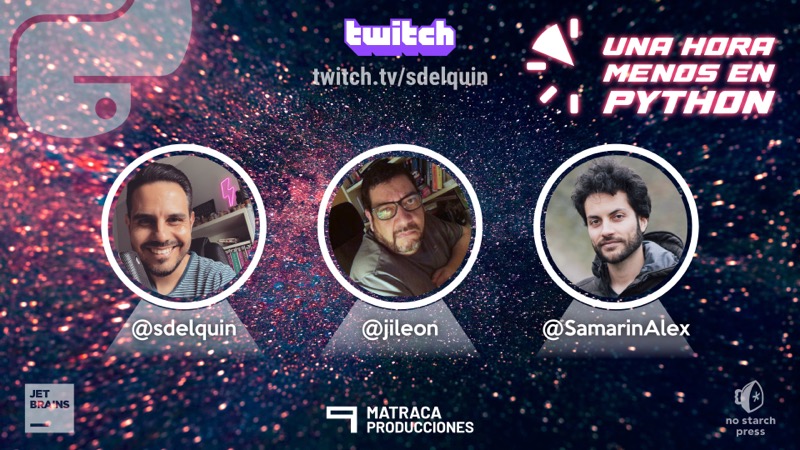 twitch
twitch.tv/sdelquin
UNA HORA
MENOS EN
PYTHON
@sdelquin
@jileon
@SamarinAlex
JET
BRAINS
MATRACA
PRODUCCIONES
no starch
press